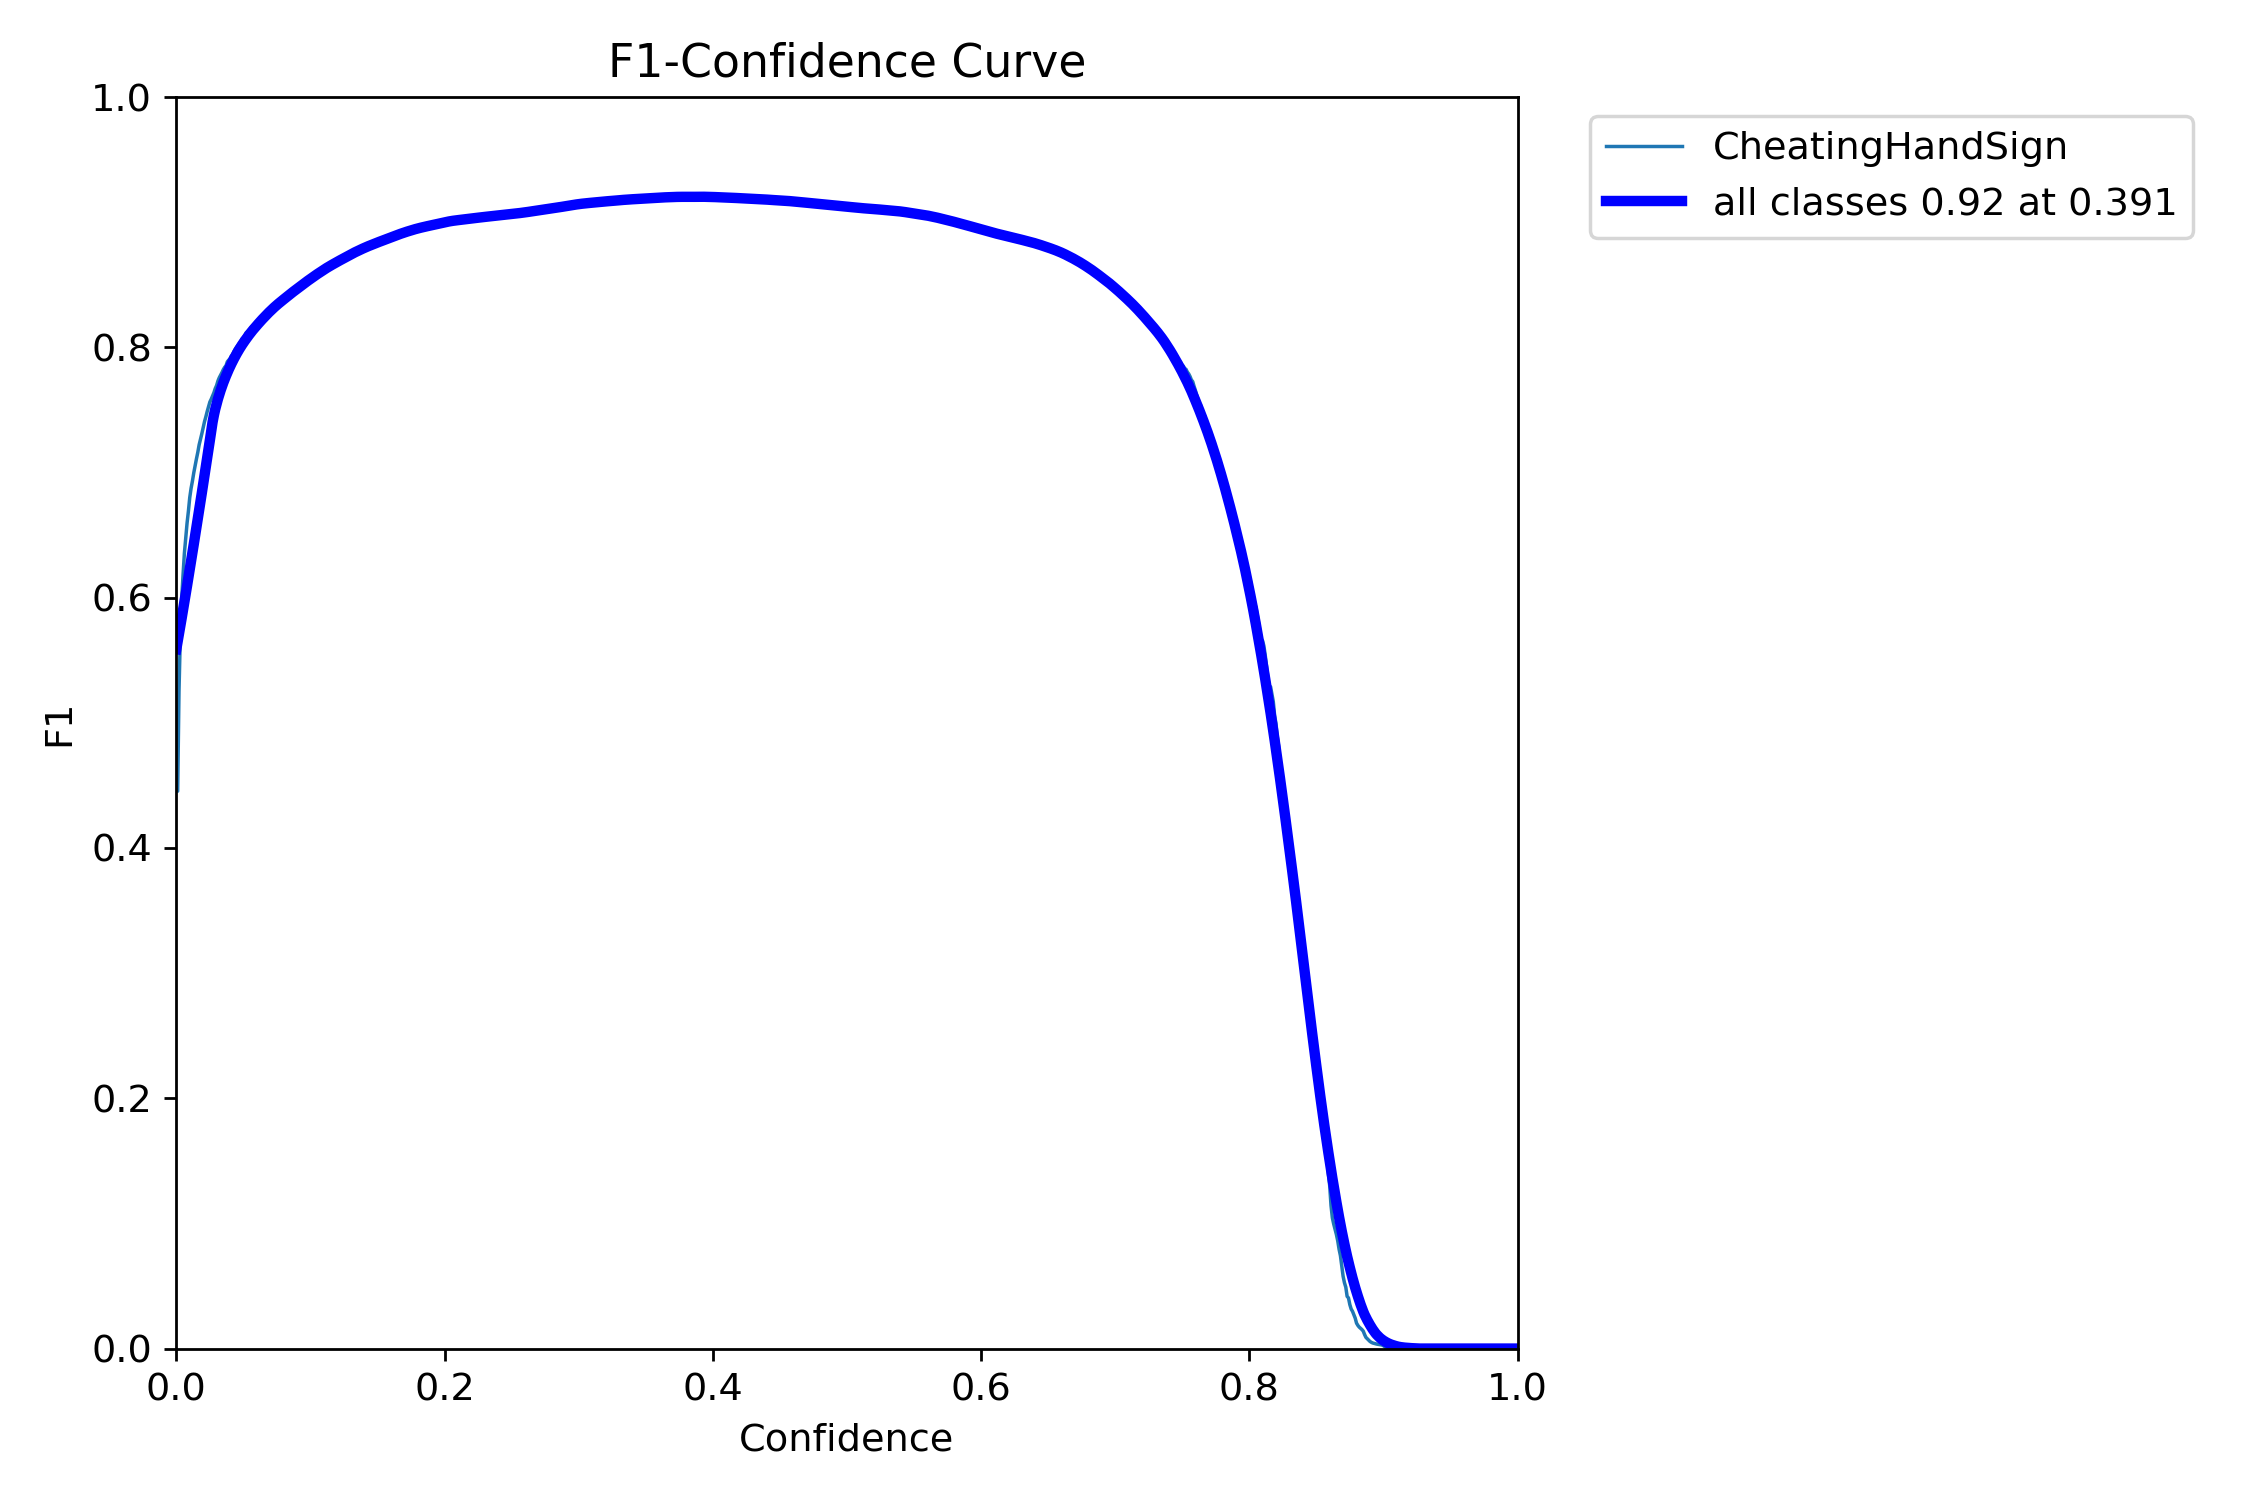 F1-Confidence Curve
CheatingHandSign
all classes 0.92 at 0.391
F1
1.0
0.8
0.6
0.4
0.2
0.0
0.0 0.2 0.4 0.6 0.8 1.0
Confidence